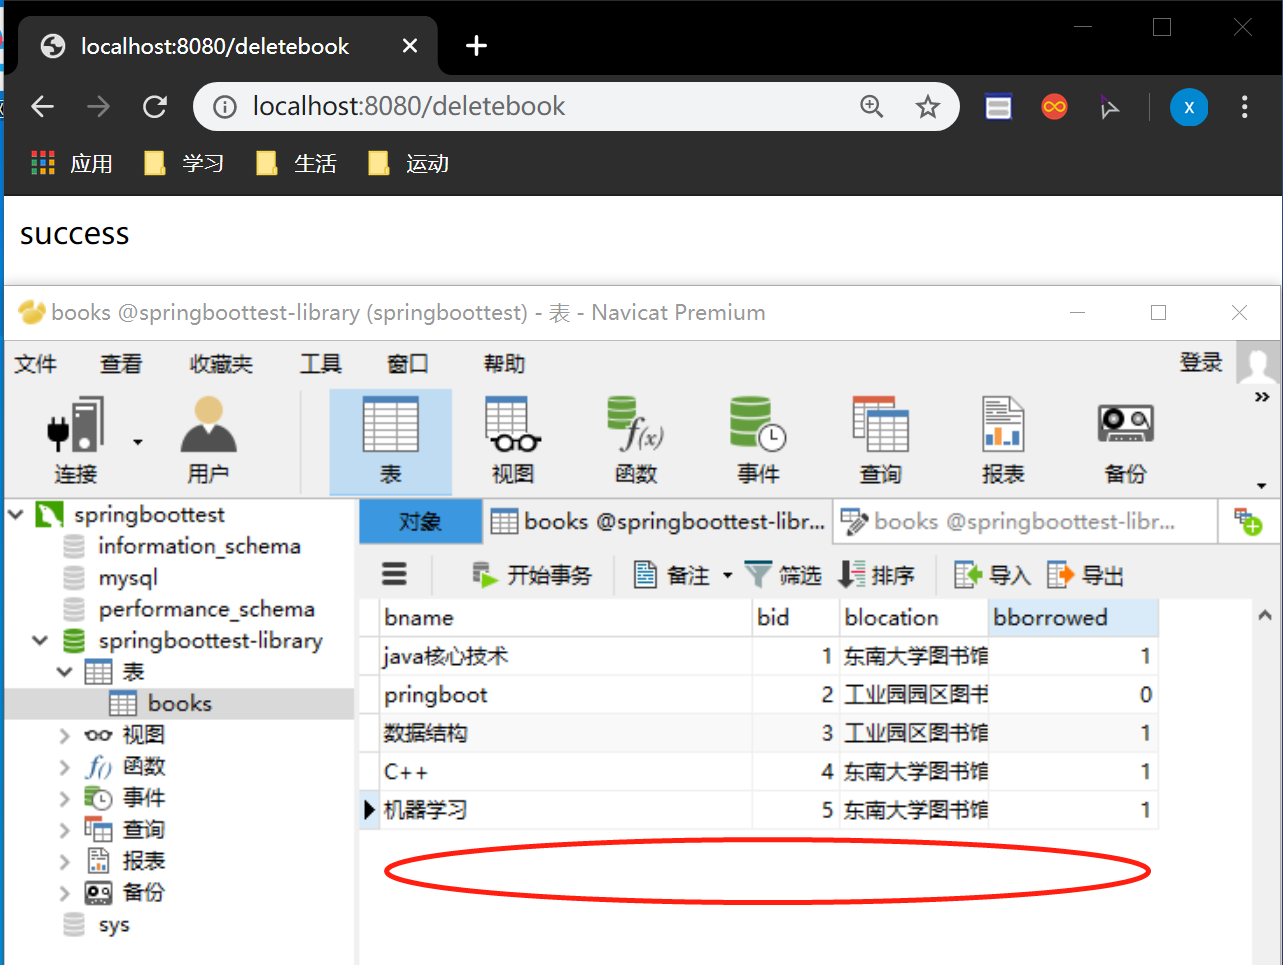 localhost:8080/deletebook
localhost:8080/deletebook
x
应用 学习 生活 运动
success
books @springboottest-library (springboottest) - 表 - Navicat Premium
文件 查看 收藏夹 工具 窗口 帮助 登录
连接 用户 表 视图 函数 事件 查询 报表 备份
对象 books @springboottest-libr... books @springboottest-libr...
开始事务 备注 筛选 排序 导入 导出
springboottest
information_schema
mysql
performance_schema
springboottest-library
表
books
视图
函数
事件
查询
报表
备份
sys
bname bid blocation bborrowed
java核心技术 1 东南大学图书馆 1
pringboot 2 工业园园区图书 0
数据结构 3 工业园区图书馆 1
C++ 4 东南大学图书馆 1
机器学习 5 东南大学图书馆 1